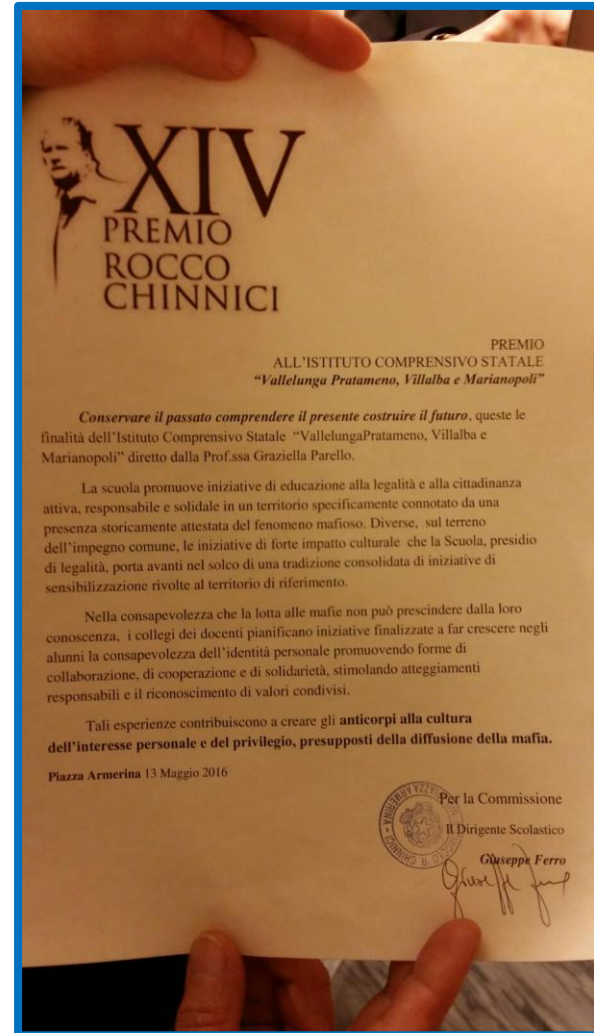 XIV
PREMIO
ROCCO
CHINNICI
PREMIO
ALL'ISTITUTO COMPRENSIVO STATALE
"Vallelunga Pratameno, Villalba e Marianopoli"
Conservare il passato comprendere il presente costruire il futuro, queste le
finalità dell'Istituto Comprensivo Statale "VallelungaPratameno, Villalba e
Marianopoli" diretto dalla Prof.ssa Graziella Parello.
La scuola promuove iniziative di educazione alla legalità e alla cittadinanza
attiva, responsabile e solidale in un territorio specificamente connotato da una
presenza storicamente attestata del fenomeno mafioso. Diverse, sul terreno
dell'impegno comune, le iniziative di forte impatto culturale che la Scuola, presidio
di legalità, porta avanti nel solco di una tradizione consolidata di iniziative di
sensibilizzazione rivolte al territorio di riferimento.
Nella consapevolezza che la lotta alle mafie non può prescindere dalla loro
conoscenza, i collegi dei docenti pianificano iniziative finalizzate a far crescere negli
alunni la consapevolezza dell'identità personale promuovendo forme di
collaborazione, di cooperazione e di solidarietà, stimolando atteggiamenti
responsabili e il riconoscimento di valori condivisi.
Tali esperienze contribuiscono a creare gli anticorpi alla cultura
dell'interesse personale e del privilegio, presupposti della diffusione della mafia.
Piazza Armerina 13 Maggio 2016
Per la Commissione
Il Dirigente Scolastico
Giuseppe Ferro